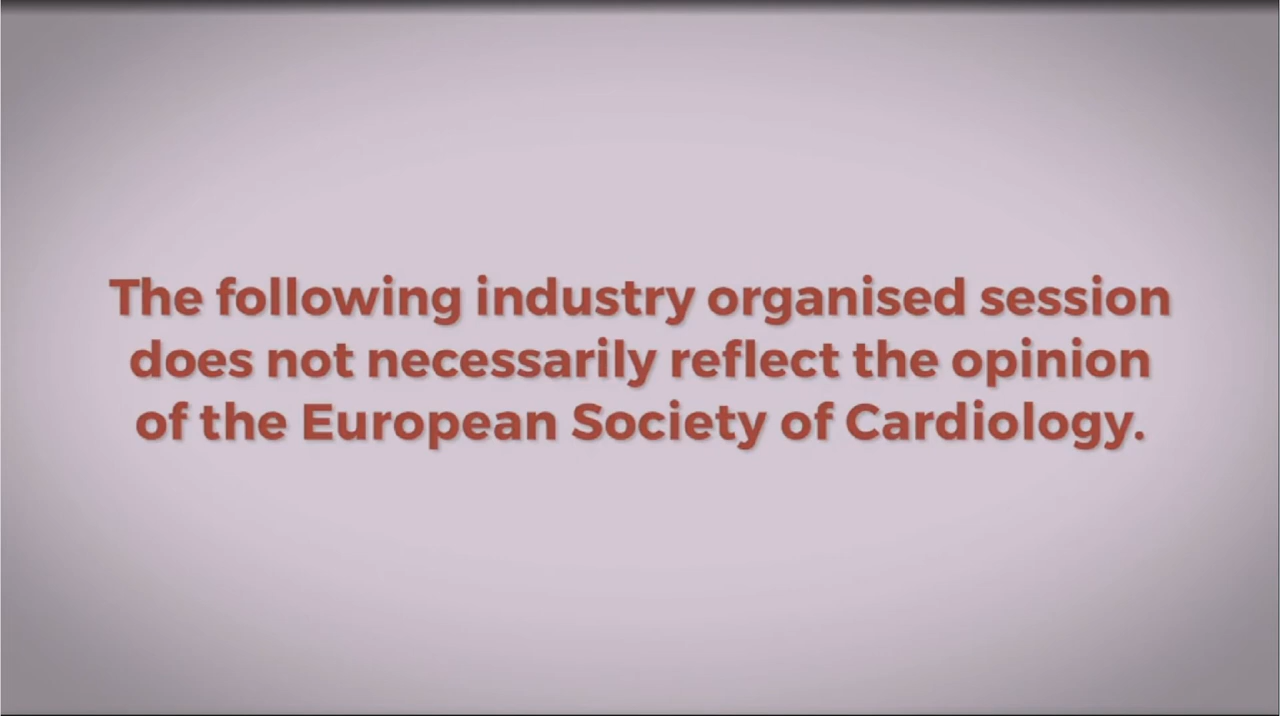 The following industry organised session
does not necessarily reflect the opinion
of the European Society of Cardiology.